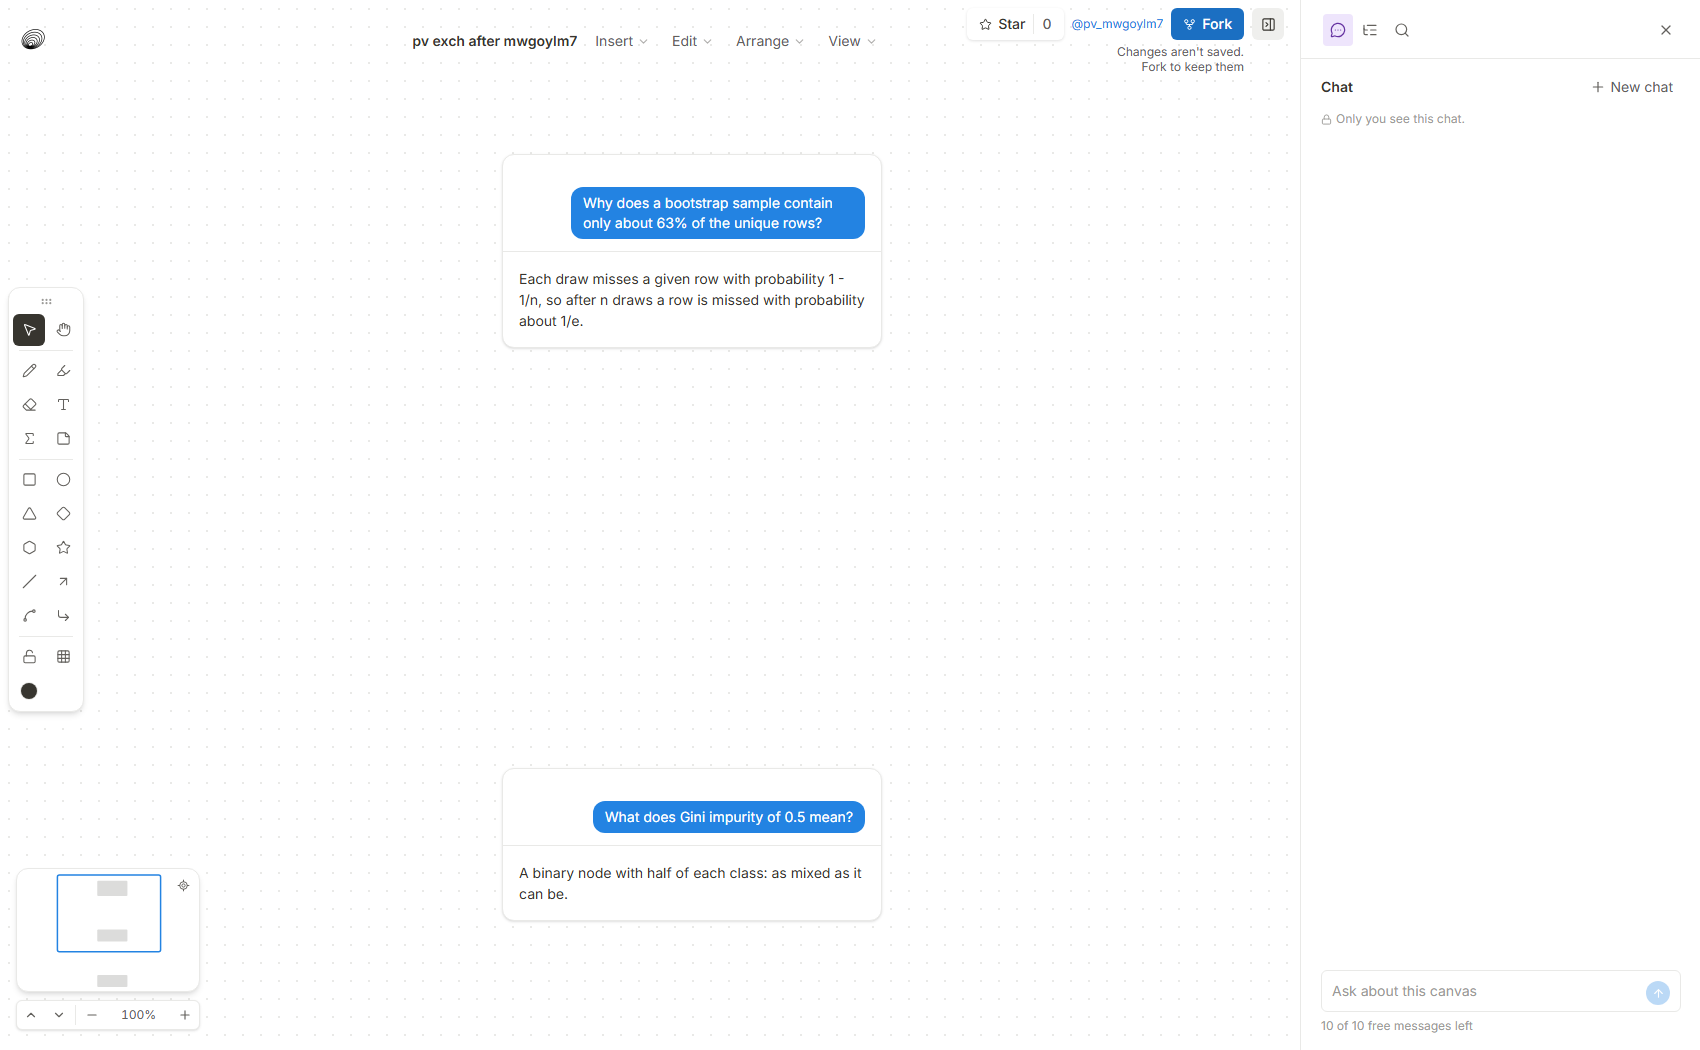 pv exch after mwgoylm7
Insert
Edit
Arrange
View
Star
0
@pv_mwgoylm7
Fork
Changes aren't saved.
Fork to keep them
Why does a bootstrap sample contain
only about 63% of the unique rows?
Each draw misses a given row with probability 1 -
1/n, so after n draws a row is missed with probability
about 1/e.
What does Gini impurity of 0.5 mean?
A binary node with half of each class: as mixed as it
can be.
100%
Chat
New chat
Only you see this chat.
Ask about this canvas
10 of 10 free messages left